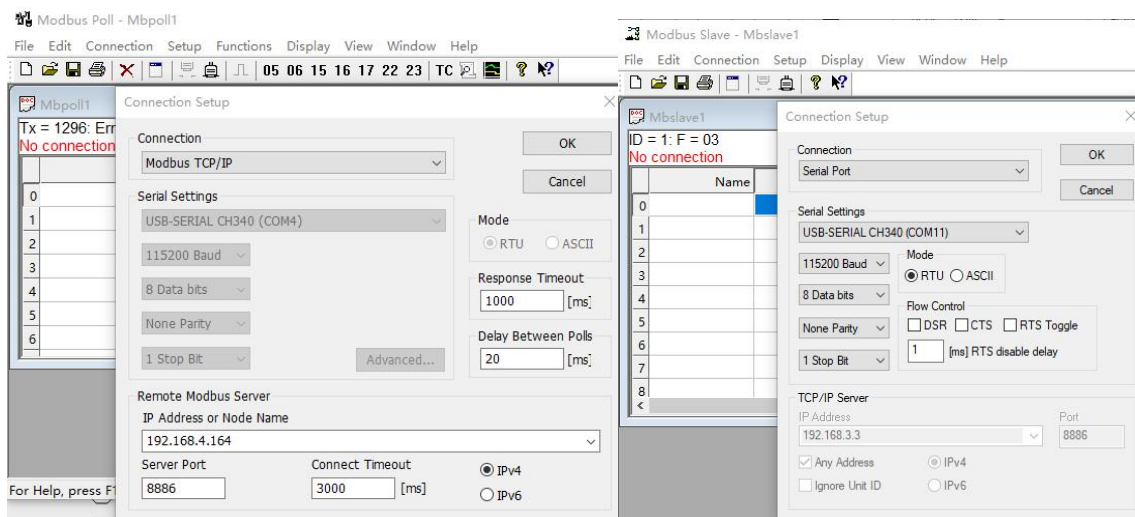 Modbus Poll - Mbpoll1
File Edit Connection Setup Functions Display View Window Help
05 06 15 16 17 22 23 TC
Mbpoll1
Tx = 1296: Err
No connection
0
1
2
3
4
5
6
For Help, press F1
Connection Setup
Connection
Modbus TCP/IP
OK
Cancel
Serial Settings
USB-SERIAL CH340 (COM4)
115200 Baud
8 Data bits
None Parity
1 Stop Bit
Advanced...
Mode
RTU ASCII
Response Timeout
1000 [ms]
Delay Between Polls
20 [ms]
Remote Modbus Server
IP Address or Node Name
192.168.4.164
Server Port Connect Timeout
8886 3000 [ms]
IPv4
IPv6
Modbus Slave - Mbslave1
File Edit Connection Setup Display View Window Help
Mbslave1
ID = 1: F = 03
No connection
Name
0
1
2
3
4
5
6
7
8
Connection Setup
Connection
Serial Port
OK
Cancel
Serial Settings
USB-SERIAL CH340 (COM11)
115200 Baud
8 Data bits
None Parity
1 Stop Bit
Mode
RTU ASCII
Flow Control
DSR CTS RTS Toggle
1 [ms] RTS disable delay
TCP/IP Server
IP Address Port
192.168.3.3 8886
Any Address IPv4
Ignore Unit ID IPv6